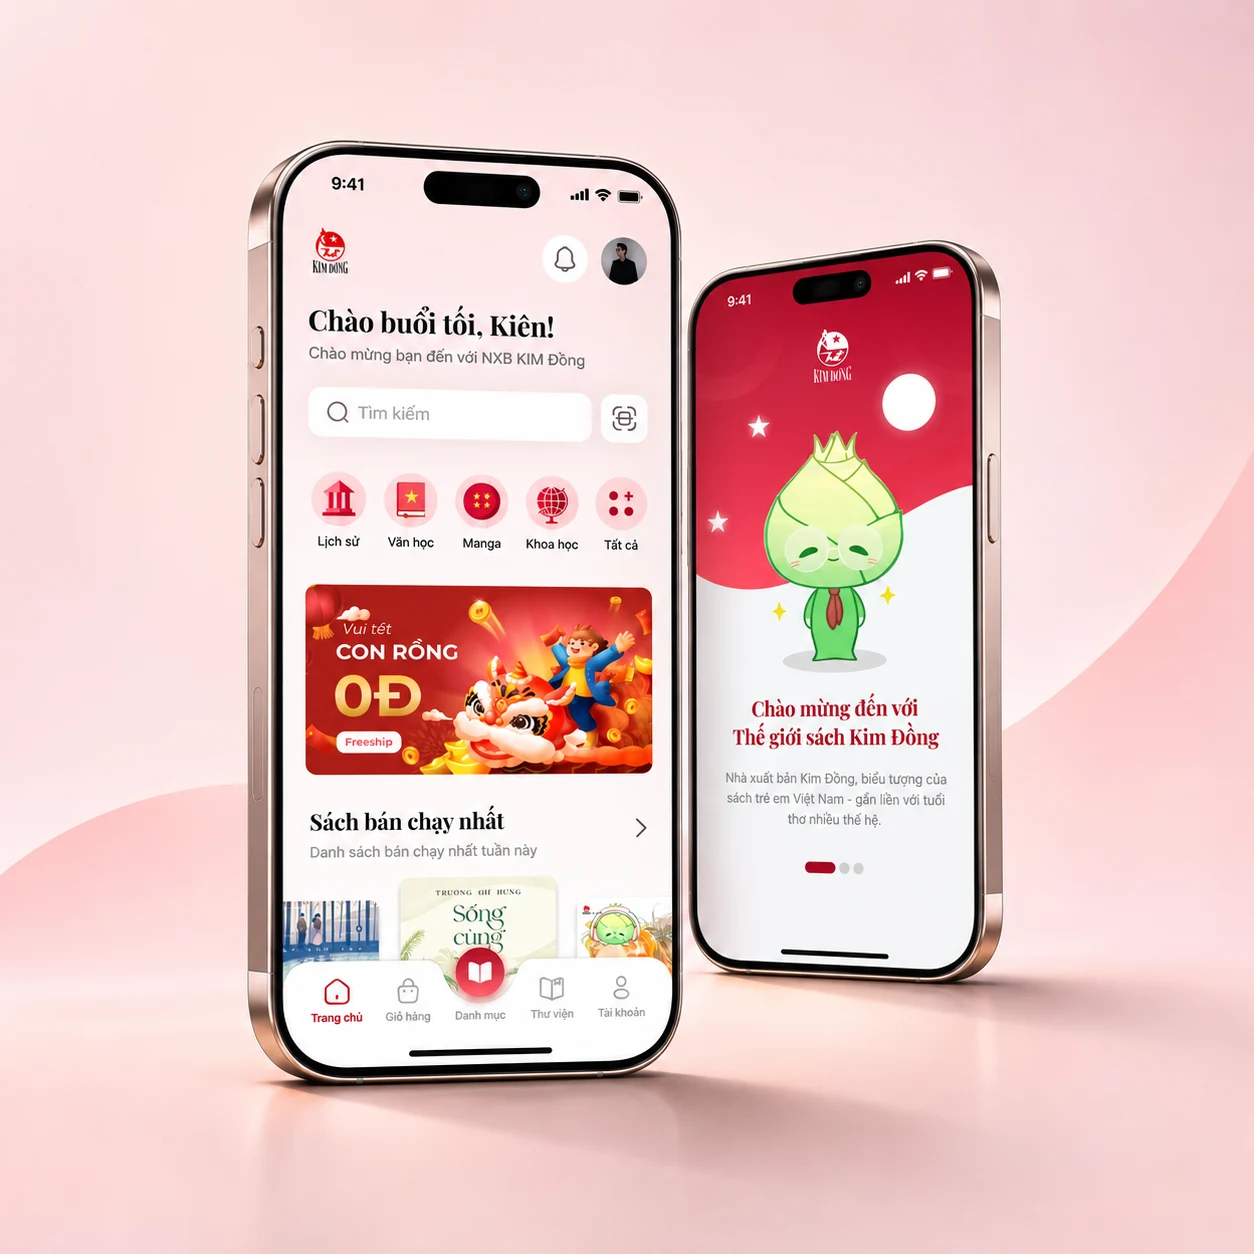 9:41
KIM ĐỒNG
Chào buổi tối, Kiên!
Chào mừng bạn đến với NXB KIM Đồng
Tìm kiếm
Lịch sử
Văn học
Manga
Khoa học
Tất cả
Vui tết
CON RỒNG
0Đ
Freeship
Sách bán chạy nhất
Danh sách bán chạy nhất tuần này
Sống
cùng
Trang chủ
Giỏ hàng
Danh mục
Thư viện
Tài khoản
9:41
KIM ĐỒNG
Chào mừng đến với
Thế giới sách Kim Đồng
Nhà xuất bản Kim Đồng, biểu tượng của
sách trẻ em Việt Nam - gắn liền với tuổi
thơ nhiều thế hệ.